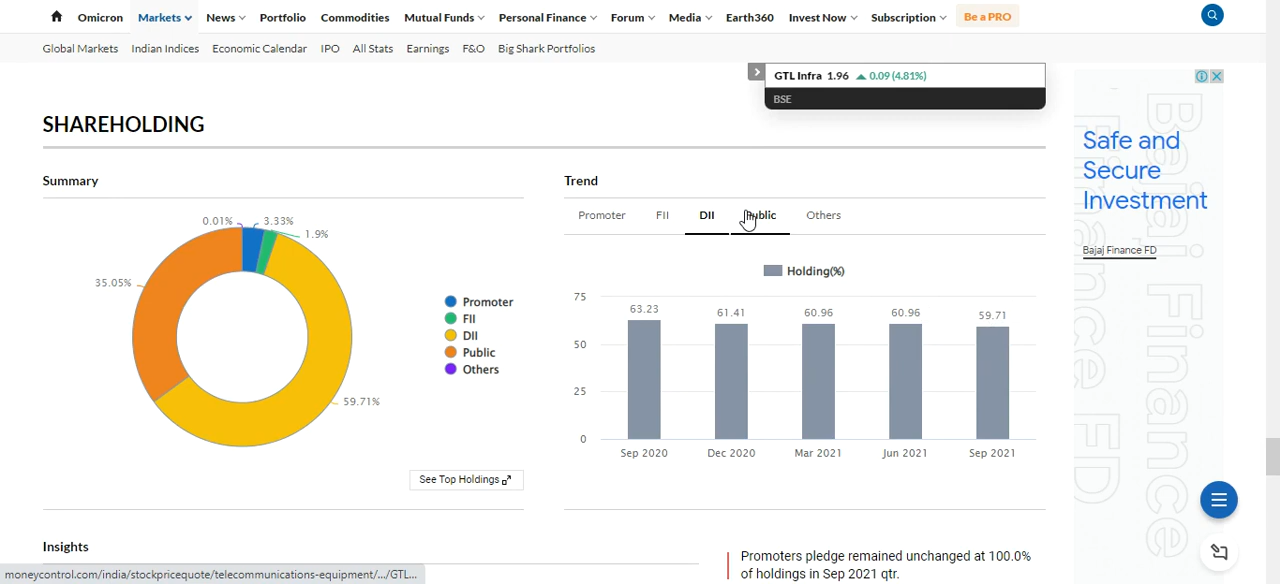 Omicron Markets News Portfolio Commodities Mutual Funds Personal Finance Forum Media Earth360 Invest Now Subscription Be a PRO
Global Markets Indian Indices Economic Calendar IPO All Stats Earnings F&O Big Shark Portfolios
GTL Infra 1.96 0.09 (4.81%)
BSE
SHAREHOLDING
Summary
0.01%
3.33%
1.9%
35.05%
59.71%
Promoter
FII
DII
Public
Others
See Top Holdings
Trend
Promoter FII DII Public Others
Holding(%)
75
50
25
0
63.23 61.41 60.96 60.96 59.71
Sep 2020 Dec 2020 Mar 2021 Jun 2021 Sep 2021
Insights
Promoters pledge remained unchanged at 100.0%
of holdings in Sep 2021 qtr.
Safe and
Secure
Investment
Bajaj Finance FD
Bajaj Finance
Finance FD
moneycontrol.com/india/stockpricequote/telecommunications-equipment/.../GTL...